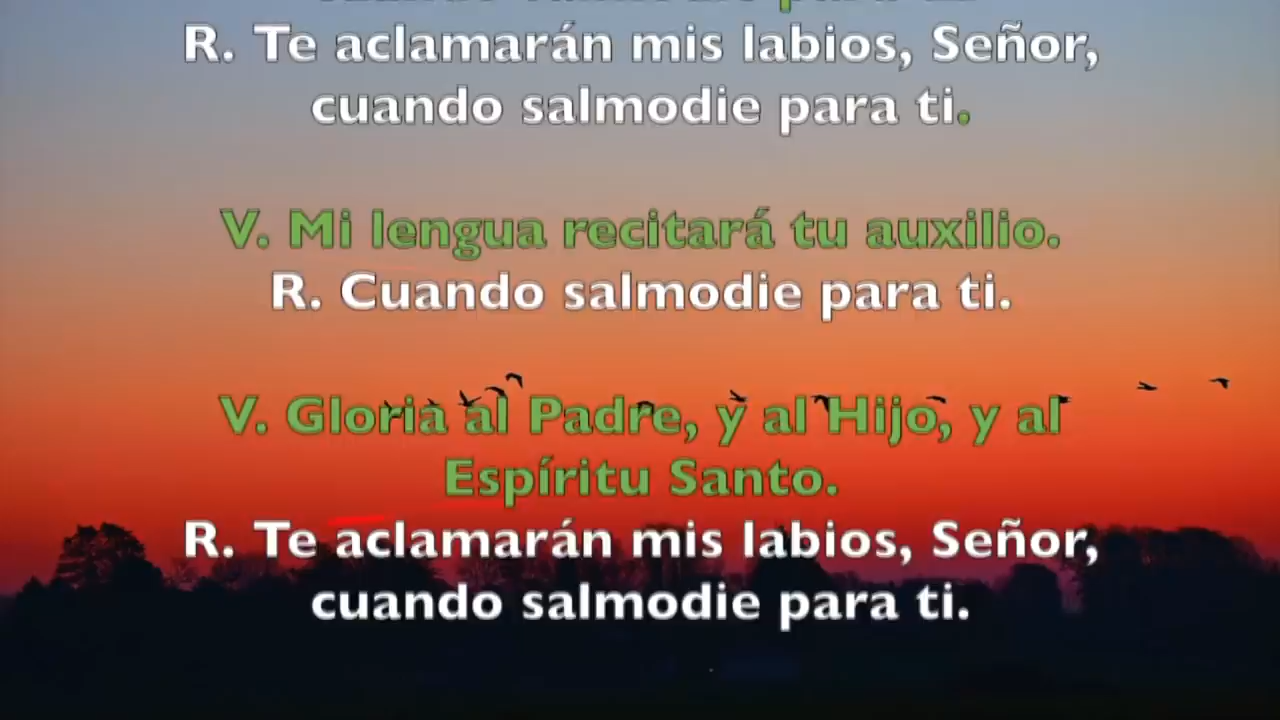 R. Te aclamarán mis labios, Señor,
cuando salmodie para ti.
V. Mi lengua recitará tu auxilio.
R. Cuando salmodie para ti.
V. Gloria al Padre, y al Hijo, y al
Espíritu Santo.
R. Te aclamarán mis labios, Señor,
cuando salmodie para ti.